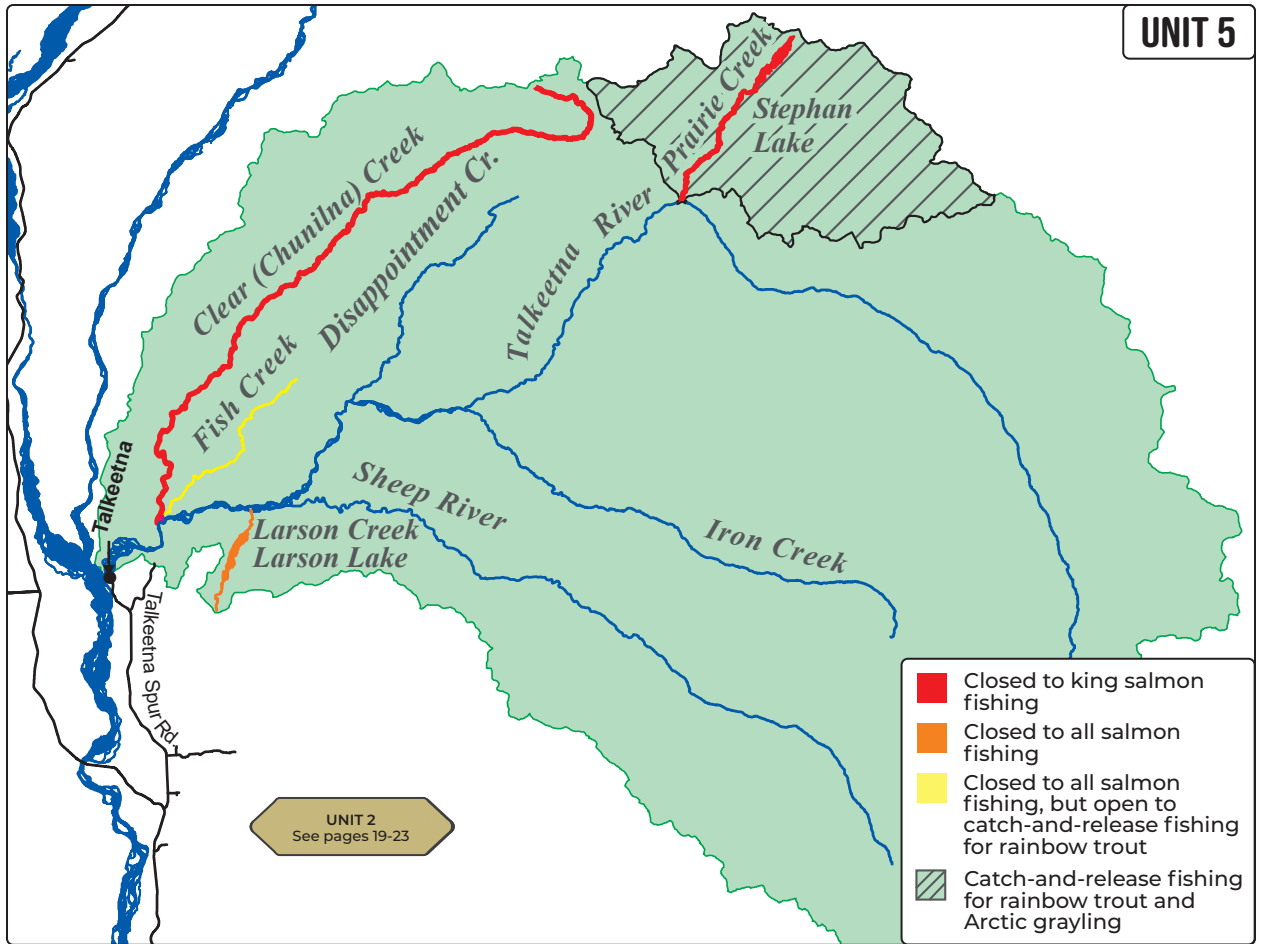 UNIT 5
Prairie Creek
Stephan
Lake
Clear (Chunilna) Creek
Disappointment Cr.
Talkeetna River
Fish Creek
Talkeetna
Sheep River
Larson Creek
Larson Lake
Iron Creek
Talkeetna Spur Rd.
UNIT 2
See pages 19-23
Closed to king salmon
fishing
Closed to all salmon
fishing
Closed to all salmon
fishing, but open to
catch-and-release fishing
for rainbow trout
Catch-and-release fishing
for rainbow trout and
Arctic grayling